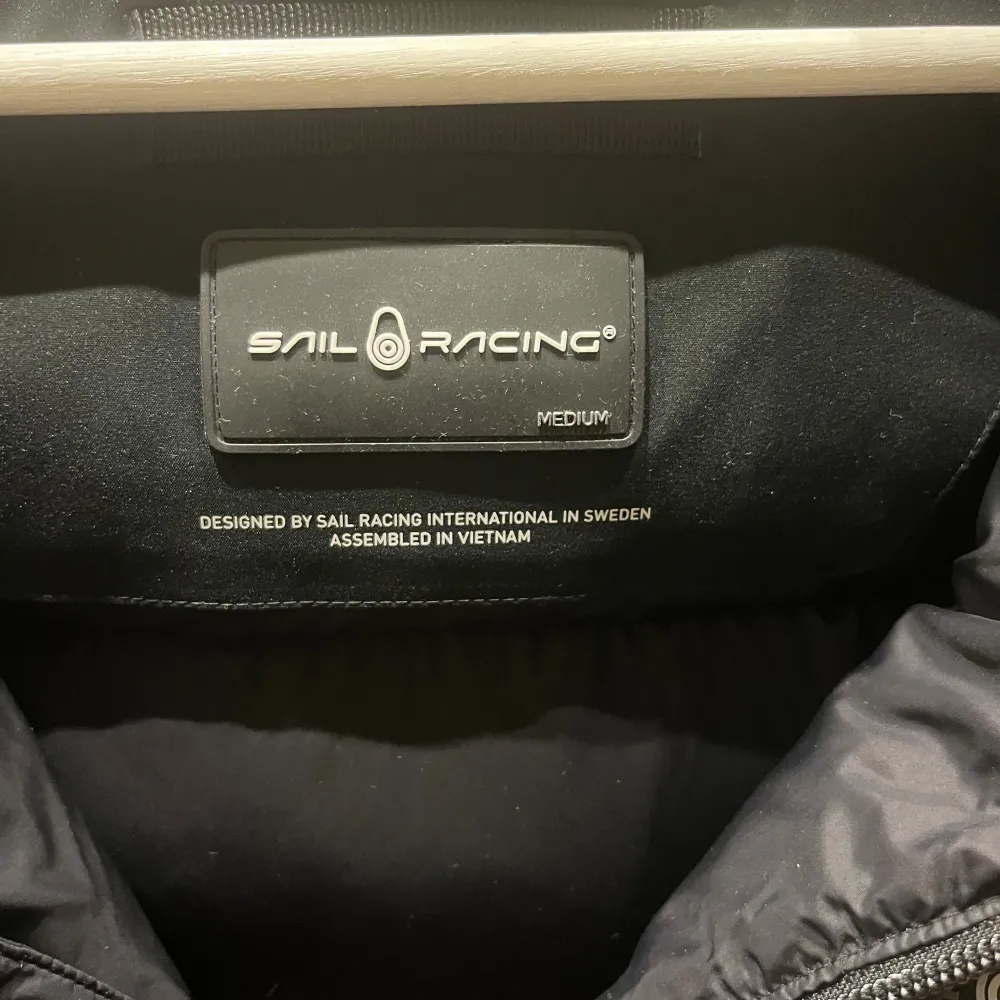 SAIL RACING®
MEDIUM
DESIGNED BY SAIL RACING INTERNATIONAL IN SWEDEN
ASSEMBLED IN VIETNAM